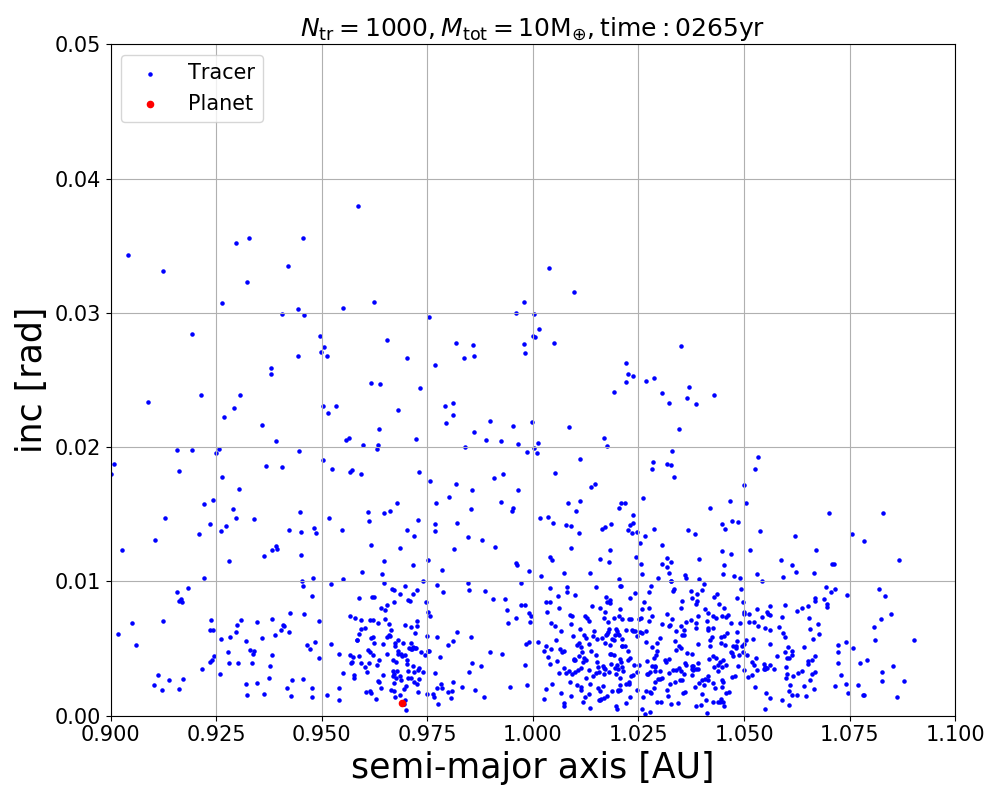 N_tr = 1000, M_tot = 10M_⊕, time : 0265yr
Tracer
Planet
0.05
0.04
0.03
0.02
0.01
0.00
inc [rad]
0.900 0.925 0.950 0.975 1.000 1.025 1.050 1.075 1.100
semi-major axis [AU]